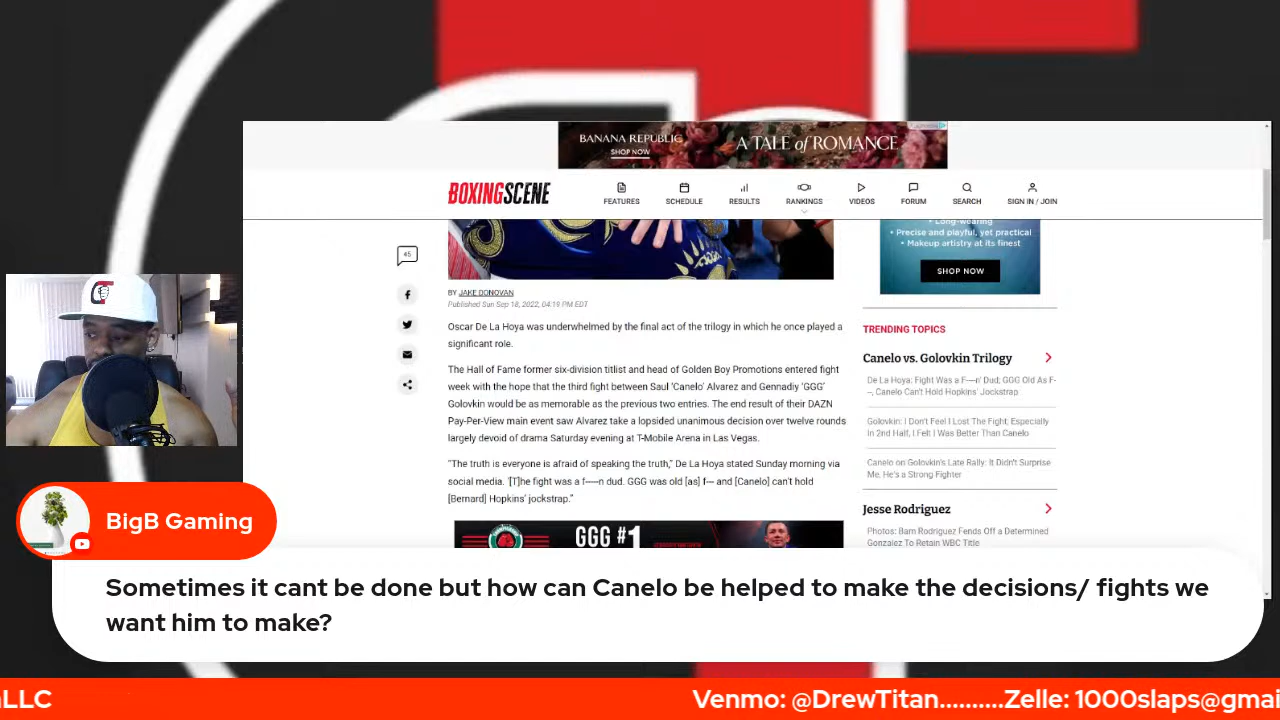 BANANA REPUBLIC
SHOP NOW
A TALE of ROMANCE
BOXINGSCENE
FEATURES
SCHEDULE
RESULTS
RANKINGS
VIDEOS
FORUM
SEARCH
SIGN IN / JOIN
45
BY JAKE DONOVAN
Published Sun Sep 18, 2022, 04:19 PM EDT
Oscar De La Hoya was underwhelmed by the final act of the trilogy in which he once played a
significant role.
The Hall of Fame former six-division titlist and head of Golden Boy Promotions entered fight
week with the hope that the third fight between Saul 'Canelo' Alvarez and Gennadiy 'GGG'
Golovkin would be as memorable as the previous two entries. The end result of their DAZN
Pay-Per-View main event saw Alvarez take a lopsided unanimous decision over twelve rounds
largely devoid of drama Saturday evening at T-Mobile Arena in Las Vegas.
"The truth is everyone is afraid of speaking the truth," De La Hoya stated Sunday morning via
social media. '[T]he fight was a f-----n dud. GGG was old [as] f--- and [Canelo] can't hold
[Bernard] Hopkins' jockstrap."
GGG #1
• Long-wearing
• Precise and playful, yet practical
• Makeup artistry at its finest
SHOP NOW
TRENDING TOPICS
Canelo vs. Golovkin Trilogy
De La Hoya: Fight Was a F----n' Dud; GGG Old As F-
--, Canelo Can't Hold Hopkins' Jockstrap
Golovkin: I Don't Feel I Lost The Fight; Especially
In 2nd Half, I Felt I Was Better Than Canelo
Canelo on Golovkin's Late Rally: It Didn't Surprise
Me, He's a Strong Fighter
Jesse Rodriguez
Photos: Bam Rodriguez Fends Off a Determined
Gonzalez To Retain WBC Title
BigB Gaming
Sometimes it cant be done but how can Canelo be helped to make the decisions/ fights we
want him to make?
LLC
Venmo: @DrewTitan..........Zelle: 1000slaps@gmai